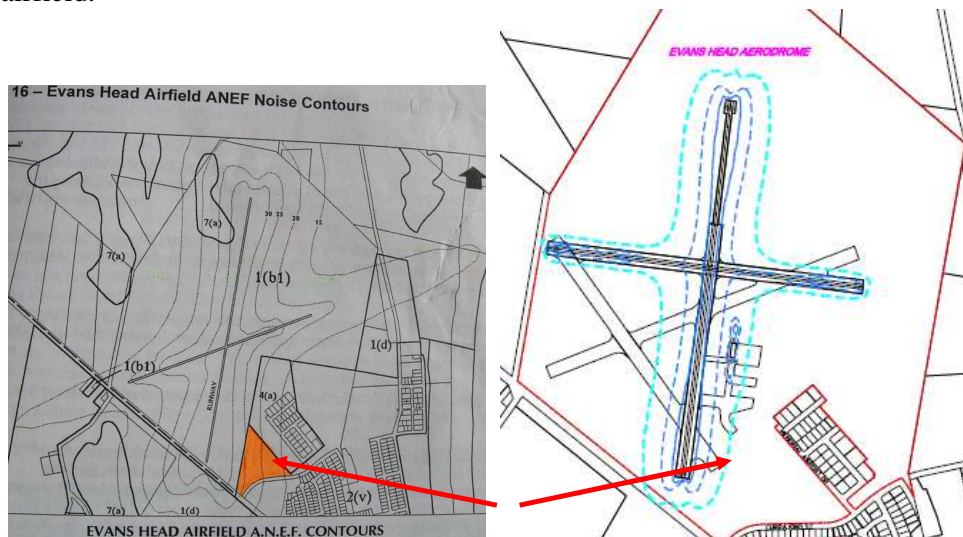 airfield.
16 – Evans Head Airfield ANEF Noise Contours
7(a)
7(a)
30 25 20 15
1(b1)
1(b1)
1(d)
RUNWAY
4(a)
2(v)
7(a)
1(d)
EVANS HEAD AIRFIELD A.N.E.F. CONTOURS
EVANS HEAD AERODROME